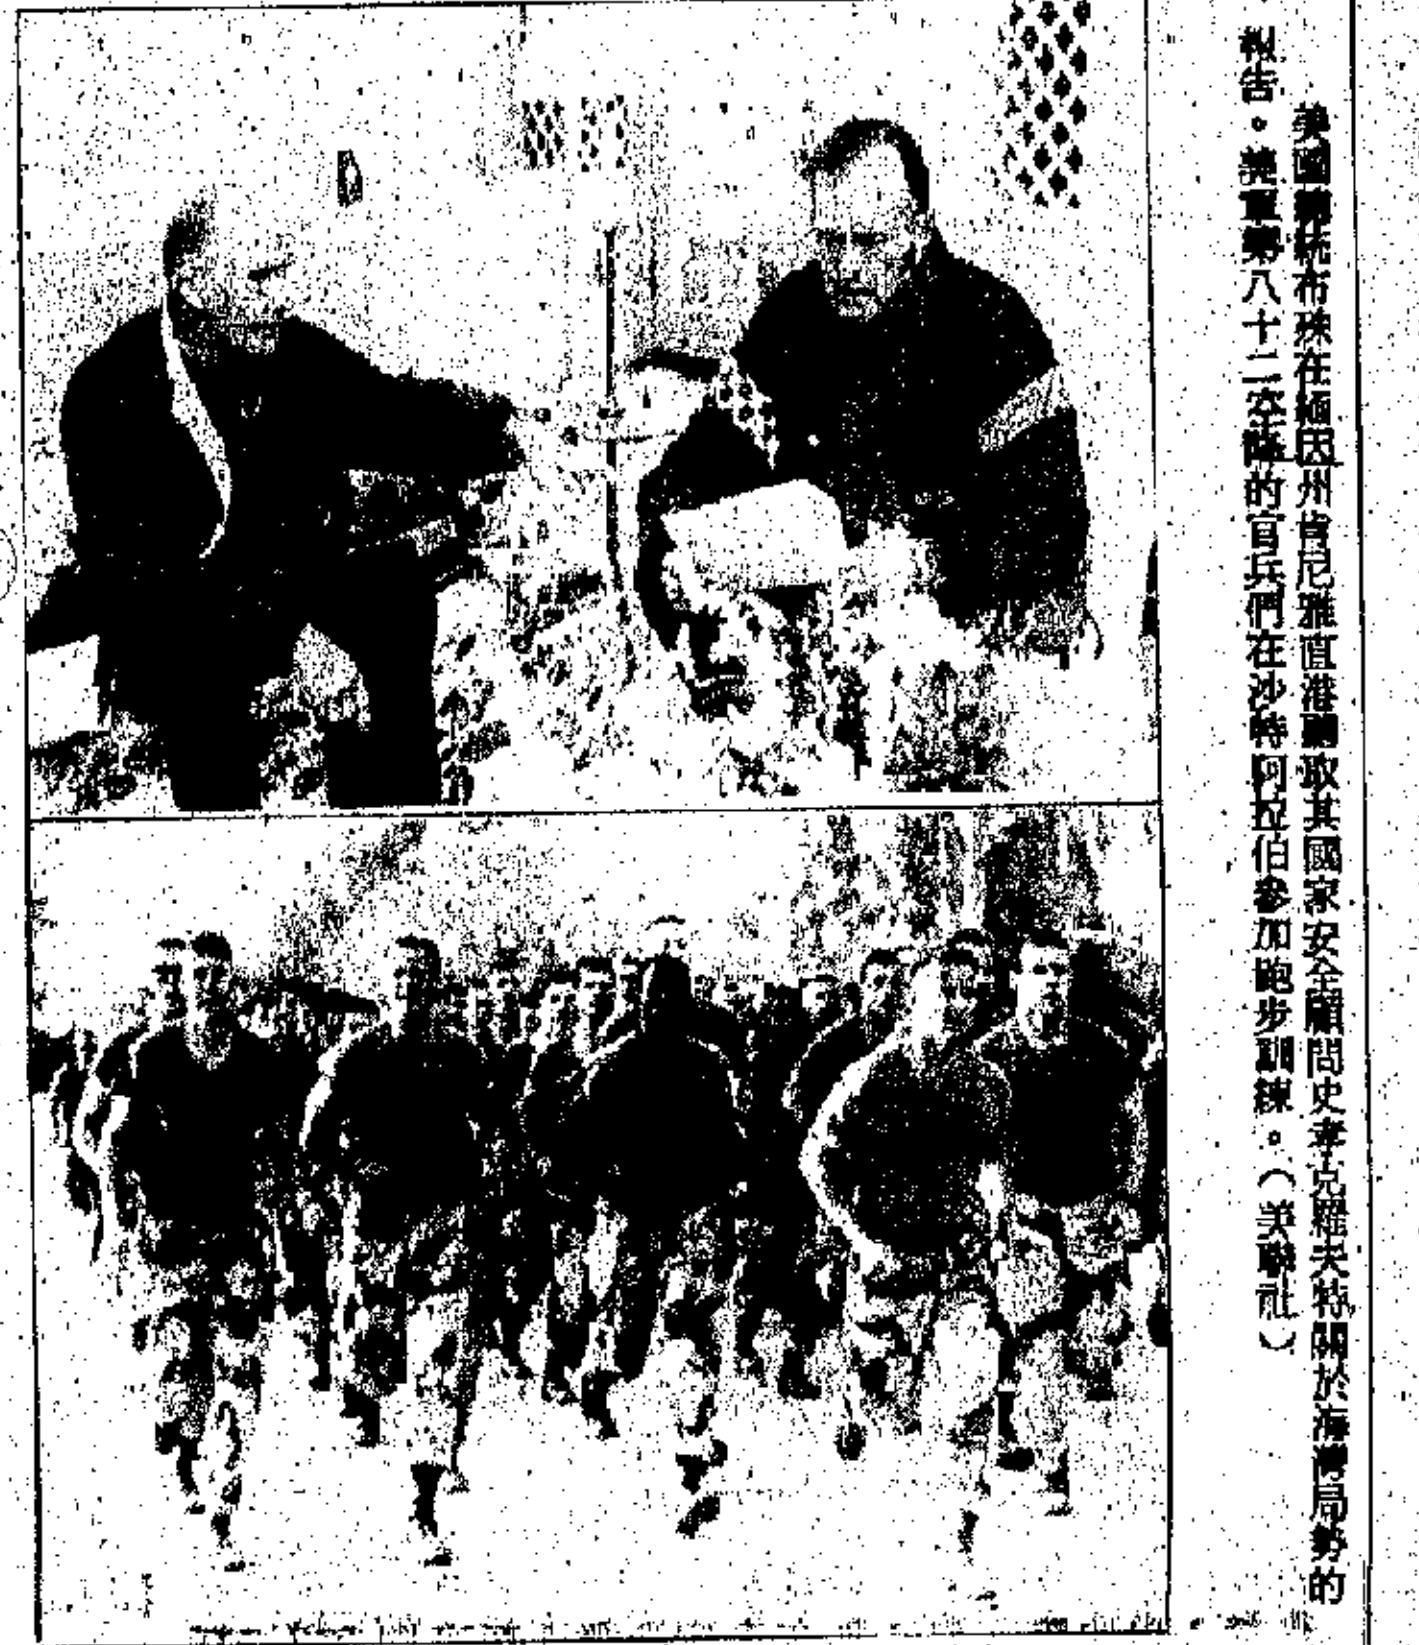 美國總統布殊在緬因州肯尼雅直港聽取其國家安全顧問史考克羅夫特關於海灣局勢的
報告。美軍第八十二空降的官兵們在沙特阿拉伯參加跑步訓練。(美聯社)